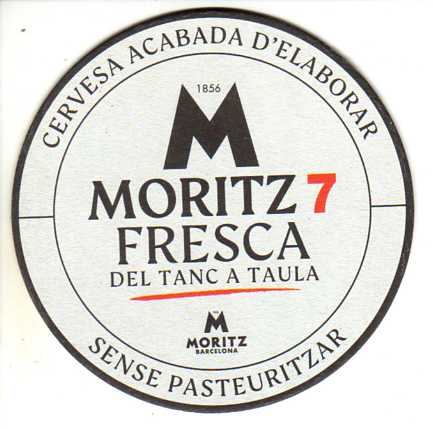 CERVESA ACABADA D'ELABORAR
1856
M
MORITZ 7
FRESCA
DEL TANC A TAULA
M
MORITZ
BARCELONA
SENSE PASTEURITZAR